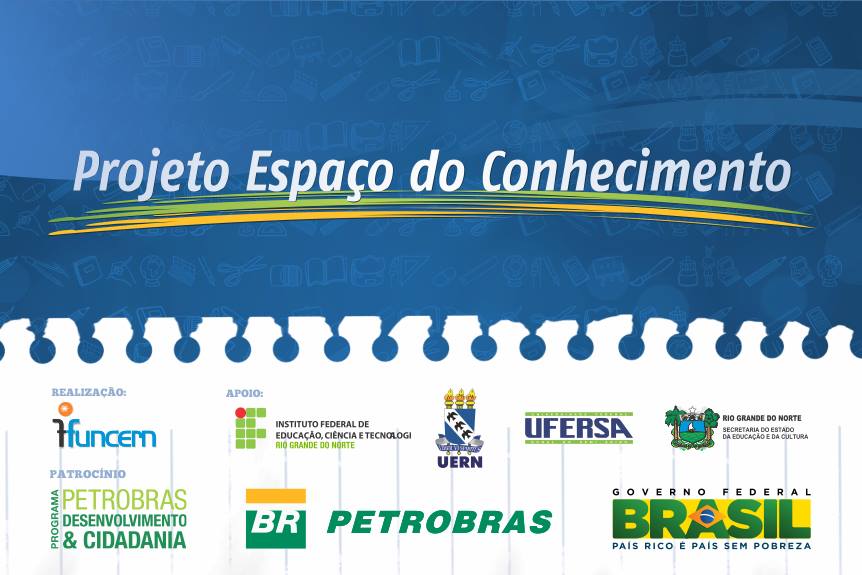 Projeto Espaço do Conhecimento
REALIZAÇÃO:
funcern
APOIO:
INSTITUTO FEDERAL DE
EDUCAÇÃO, CIÊNCIA E TECNOLOGI
RIO GRANDE DO NORTE
UERN
UFERSA
RIO GRANDE DO NORTE
SECRETARIA DO ESTADO
DA EDUCAÇÃO E DA CULTURA
PATROCÍNIO
PROGRAMA
PETROBRAS
DESENVOLVIMENTO
& CIDADANIA
BR
PETROBRAS
GOVERNO FEDERAL
BRASIL
PAÍS RICO É PAÍS SEM POBREZA